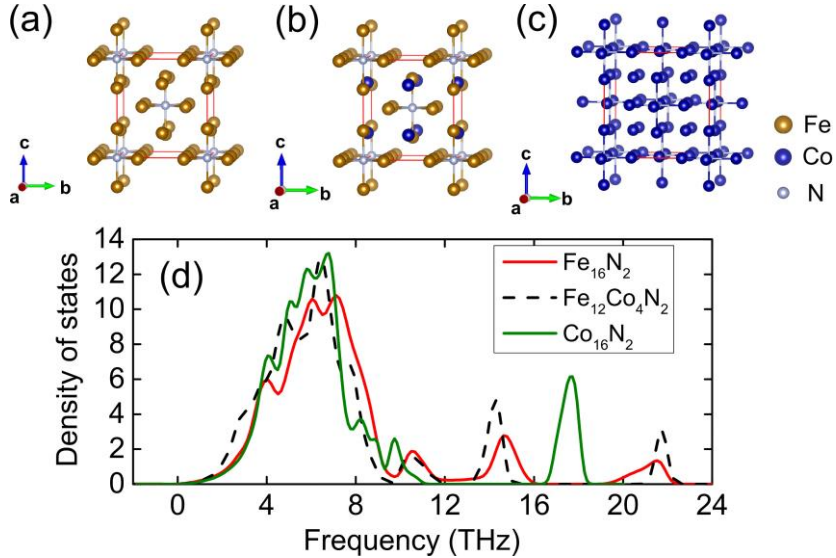 (a)
(b)
(c)
c
a
b
c
a
b
c
a
b
Fe
Co
N
(d)
Fe₁₆N₂
Fe₁₂Co₄N₂
Co₁₆N₂
Density of states
14
12
10
8
6
4
2
0
0 4 8 12 16 20 24
Frequency (THz)